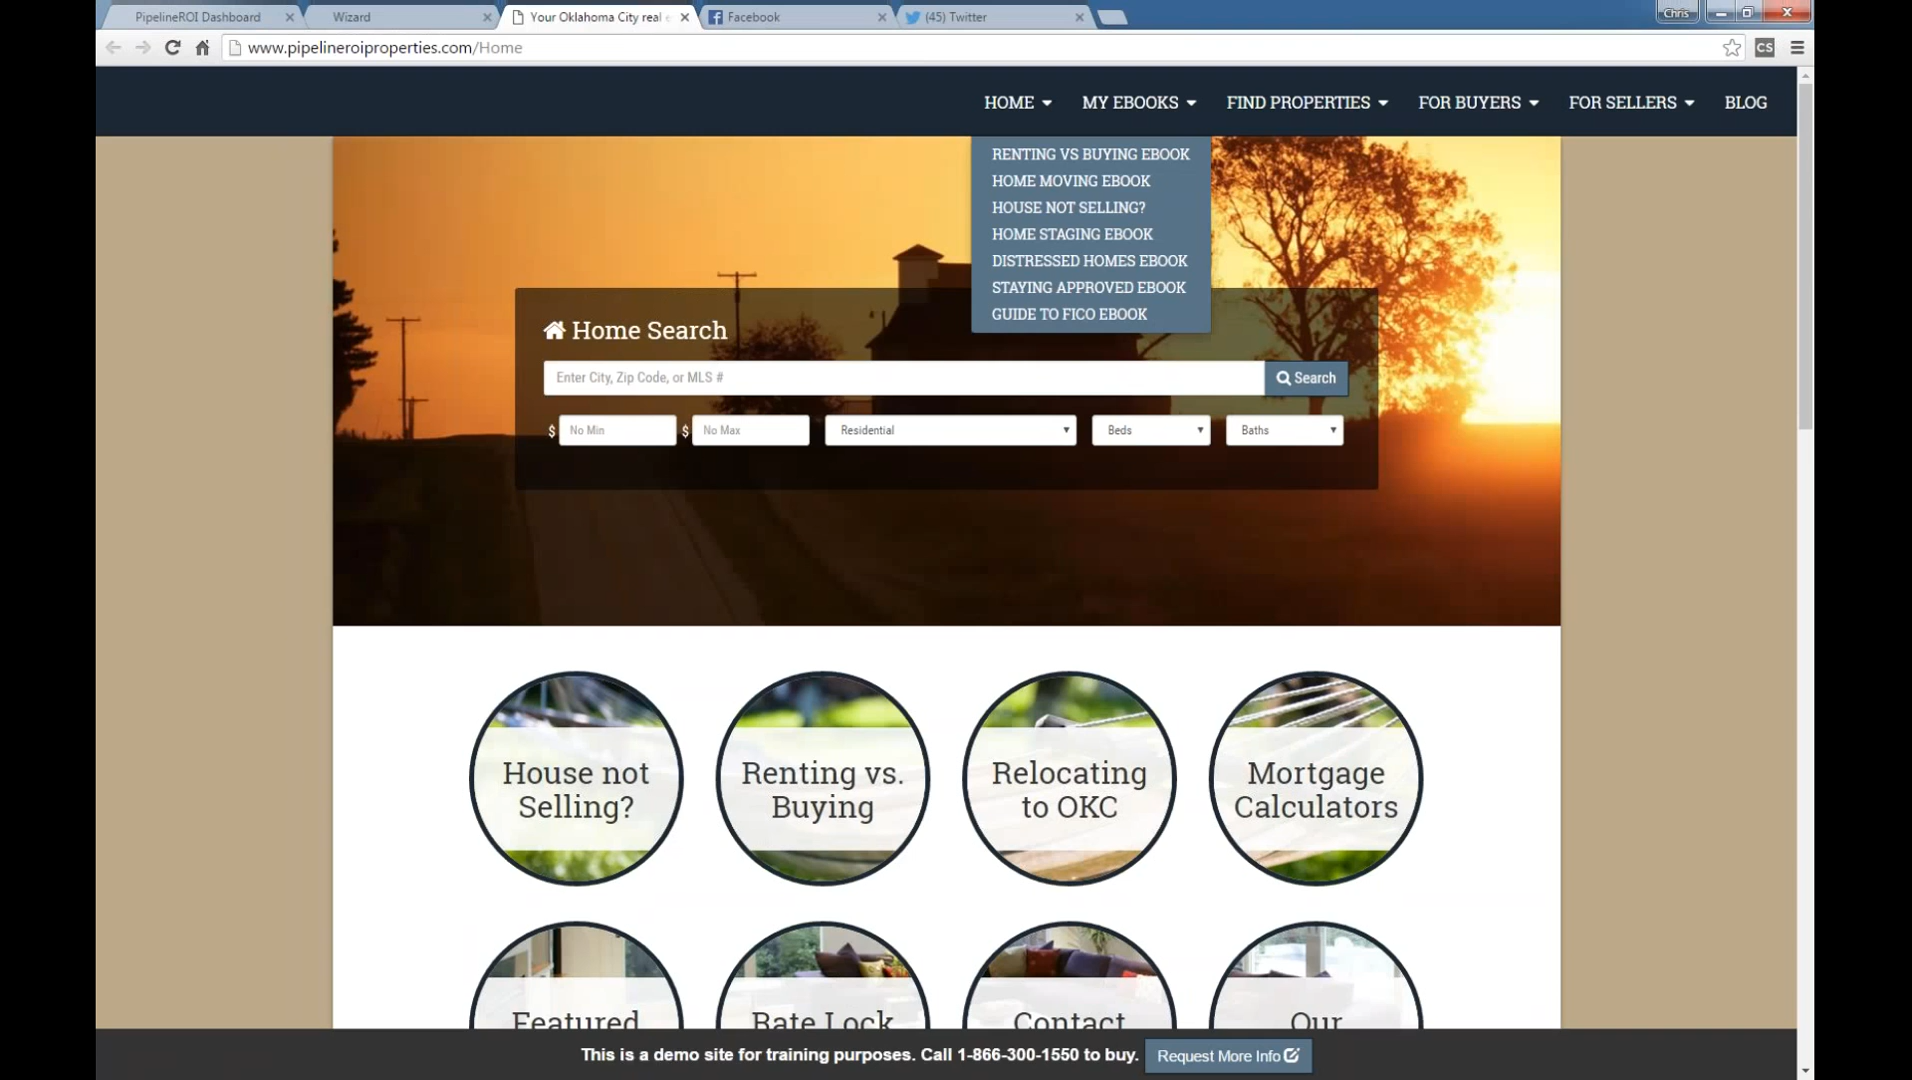 PipelineROI Dashboard
Wizard
Your Oklahoma City real e
Facebook
(45) Twitter
Chris
www.pipelineroiproperties.com/Home
CS
HOME
MY EBOOKS
FIND PROPERTIES
FOR BUYERS
FOR SELLERS
BLOG
RENTING VS BUYING EBOOK
HOME MOVING EBOOK
HOUSE NOT SELLING?
HOME STAGING EBOOK
DISTRESSED HOMES EBOOK
STAYING APPROVED EBOOK
GUIDE TO FICO EBOOK
Home Search
Enter City, Zip Code, or MLS #
Search
$ No Min
$ No Max
Residential
Beds
Baths
House not
Selling?
Renting vs.
Buying
Relocating
to OKC
Mortgage
Calculators
Featured
Rate Lock
Contact
Our
This is a demo site for training purposes. Call 1-866-300-1550 to buy.
Request More Info